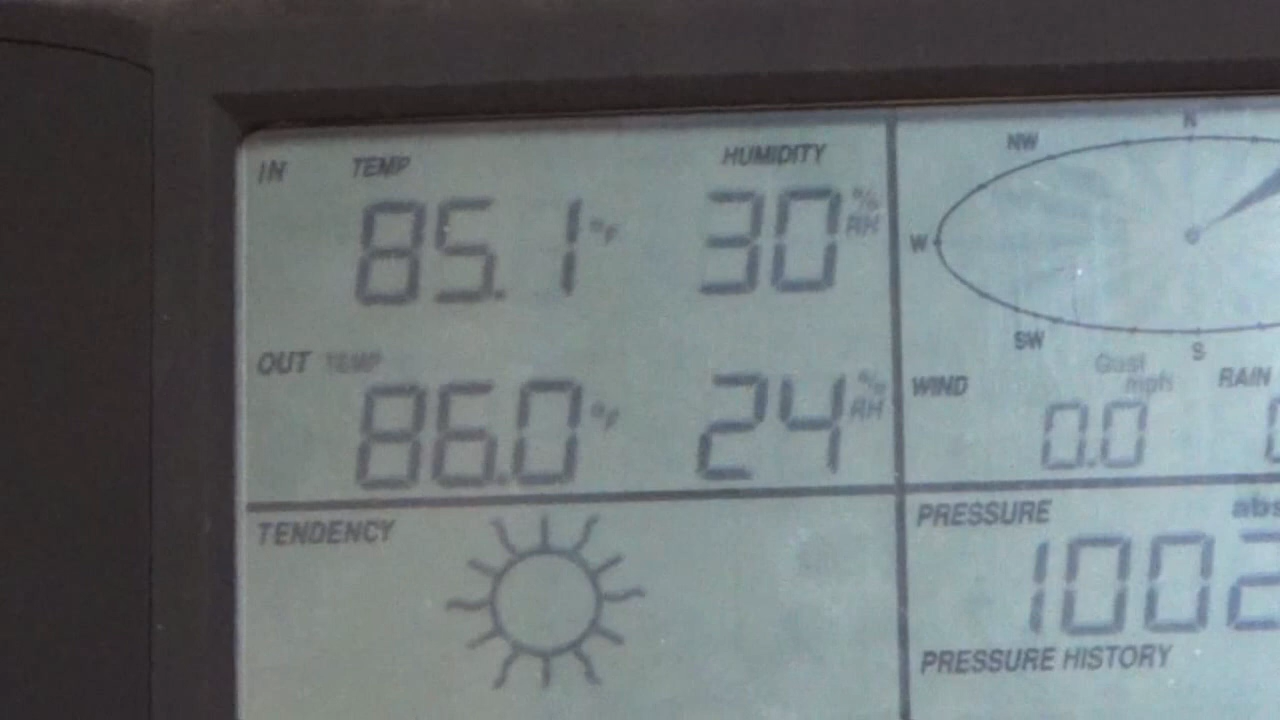 IN TEMP HUMIDITY
85.1 °F 30 % RH
OUT TEMP
86.0 °F 24 % RH
TENDENCY
N
NW
W
SW
S
WIND Gust mph RAIN
0.0
PRESSURE abs
1002
PRESSURE HISTORY